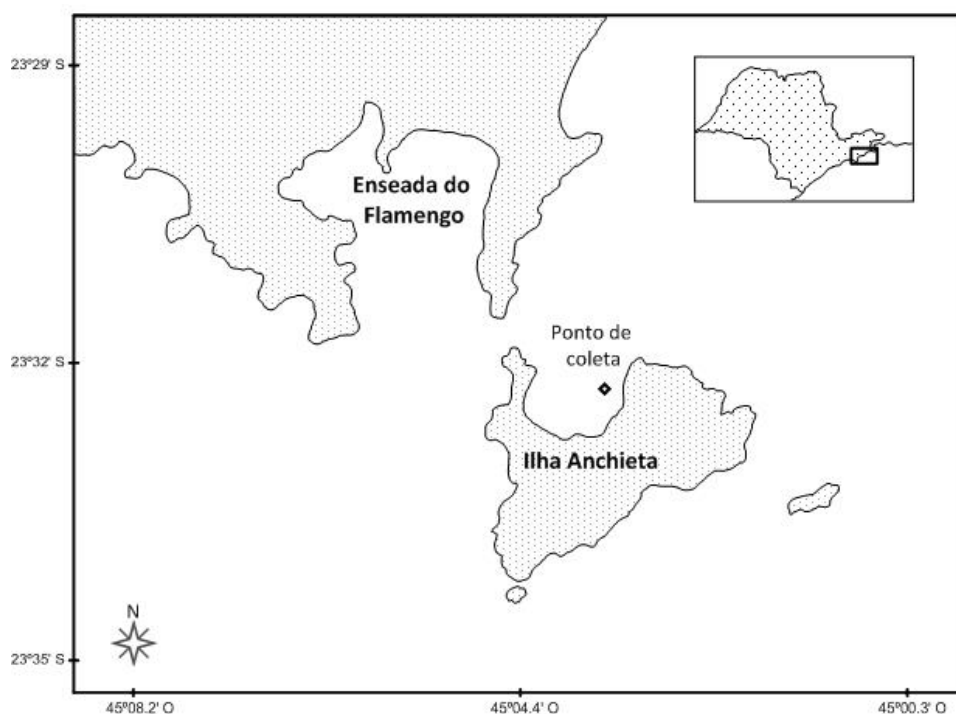 23º29' S
Enseada do
Flamengo
Ponto de
coleta
23º32' S
Ilha Anchieta
N
23º35' S
45º08.2' O
45º04.4' O
45º00.3' O